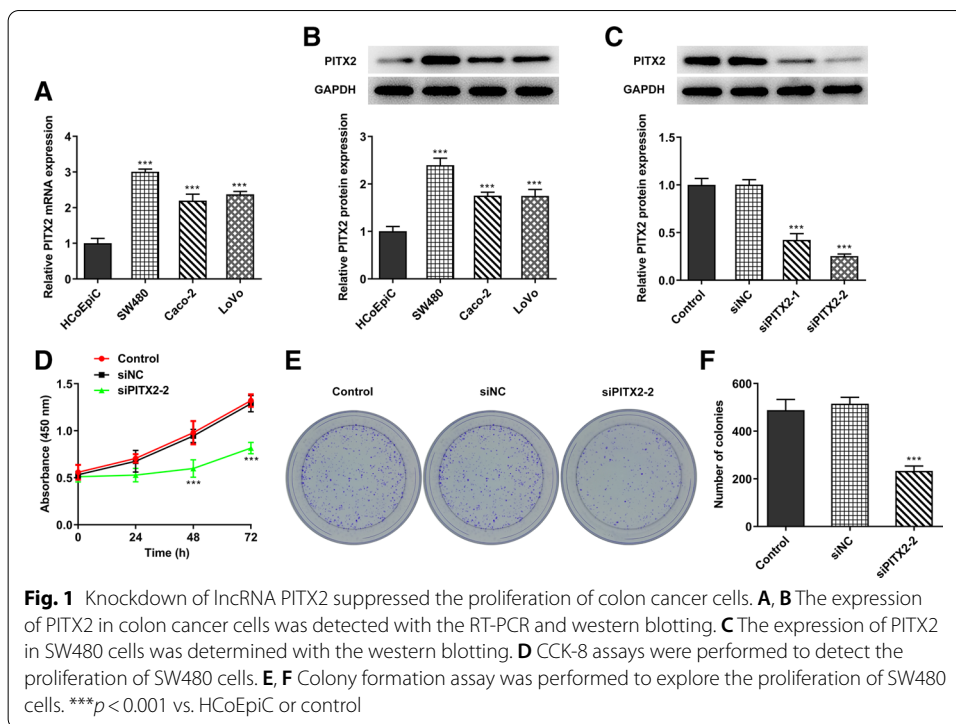 A
Relative PITX2 mRNA expression
4
3
2
1
0
***
***
***
HCoEpiC
SW480
Caco-2
LoVo
B
PITX2
GAPDH
Relative PITX2 protein expression
3
2
1
0
***
***
***
HCoEpiC
SW480
Caco-2
LoVo
C
PITX2
GAPDH
Relative PITX2 protein expression
1.5
1.0
0.5
0.0
***
***
Control
siNC
siPITX2-1
siPITX2-2
D
Control
siNC
siPITX2-2
Absorbance (450 nm)
1.5
1.0
0.5
0.0
***
***
0 24 48 72
Time (h)
E
Control siNC siPITX2-2
F
Number of colonies
600
400
200
0
***
Control
siNC
siPITX2-2
Fig. 1 Knockdown of lncRNA PITX2 suppressed the proliferation of colon cancer cells. A, B The expression
of PITX2 in colon cancer cells was detected with the RT-PCR and western blotting. C The expression of PITX2
in SW480 cells was determined with the western blotting. D CCK-8 assays were performed to detect the
proliferation of SW480 cells. E, F Colony formation assay was performed to explore the proliferation of SW480
cells. ***p < 0.001 vs. HCoEpiC or control